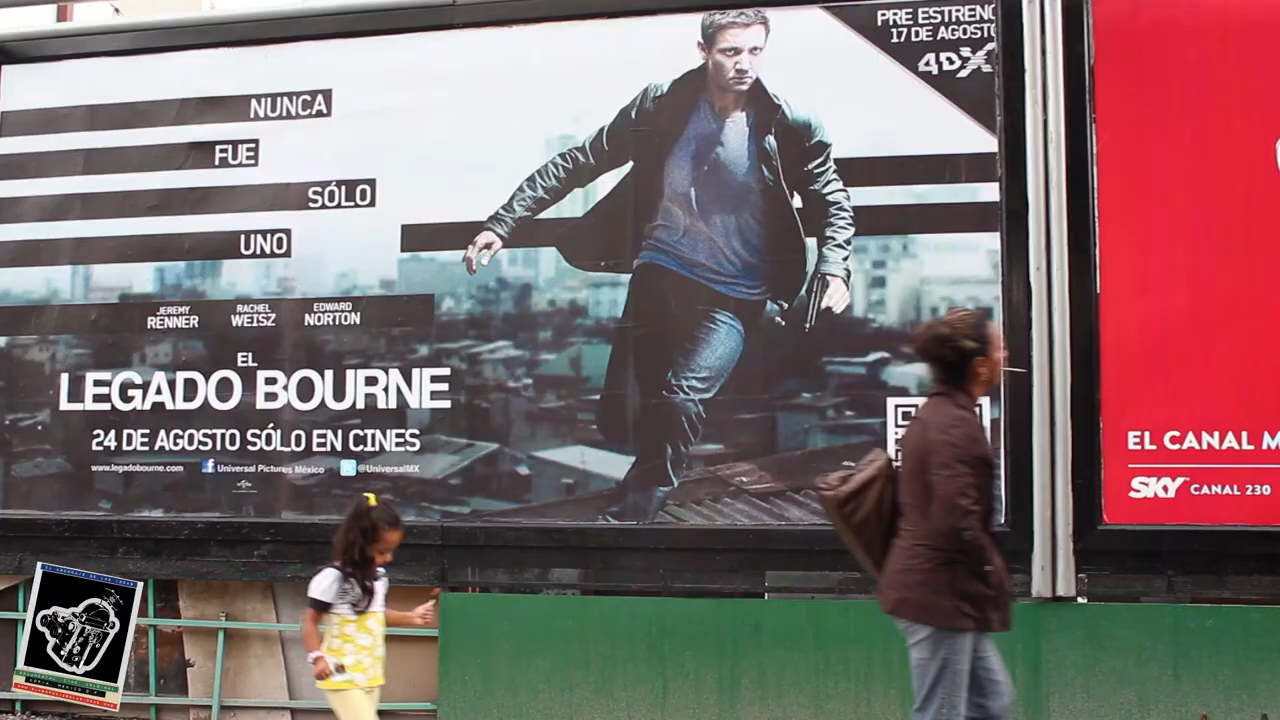 PRE ESTRENO
17 DE AGOSTO
4DX
NUNCA
FUE
SÓLO
UNO
JEREMY RENNER
RACHEL WEISZ
EDWARD NORTON
EL
LEGADO BOURNE
24 DE AGOSTO SÓLO EN CINES
www.legadobourne.com Universal Pictures México @UniversalMX
EL CANAL M
SKY CANAL 230